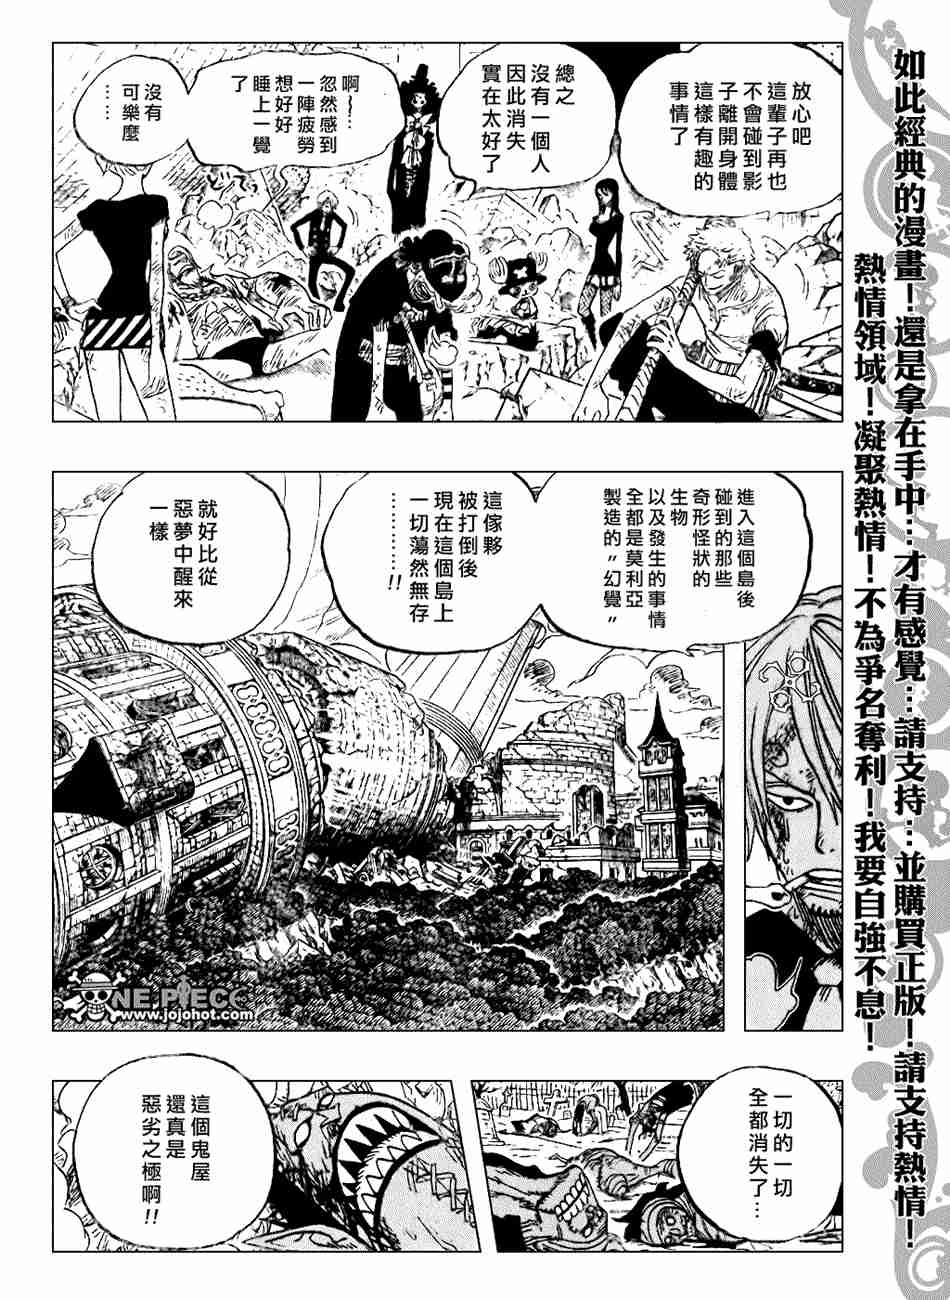 放心吧
這輩子再也
不會碰到影
子離開身體
這樣有趣的
事情了
總之
沒有一個人
因此消失
實在太好了
啊~~…
忽然感到
一陣疲勞
想好好
睡上一覺
了
沒有
可樂麼
……
進入這個島後
碰到的那些
奇形怪狀的
生物
以及發生的事情
全都是莫利亞
製造的〝幻覺〞
這傢夥
被打倒後
現在這個島上
一切蕩然無存
…………!!
就好比從
惡夢中醒來
一樣
一切的一切
全都消失了…
這個鬼屋
還真是
惡劣之極啊!!
ONE PIECE
www.jojohot.com
如此經典的漫畫！還是拿在手中…才有感覺…請支持…並購買正版！請支持熱情！
熱情領域！凝聚熱情！不為爭名奪利！我要自強不息！